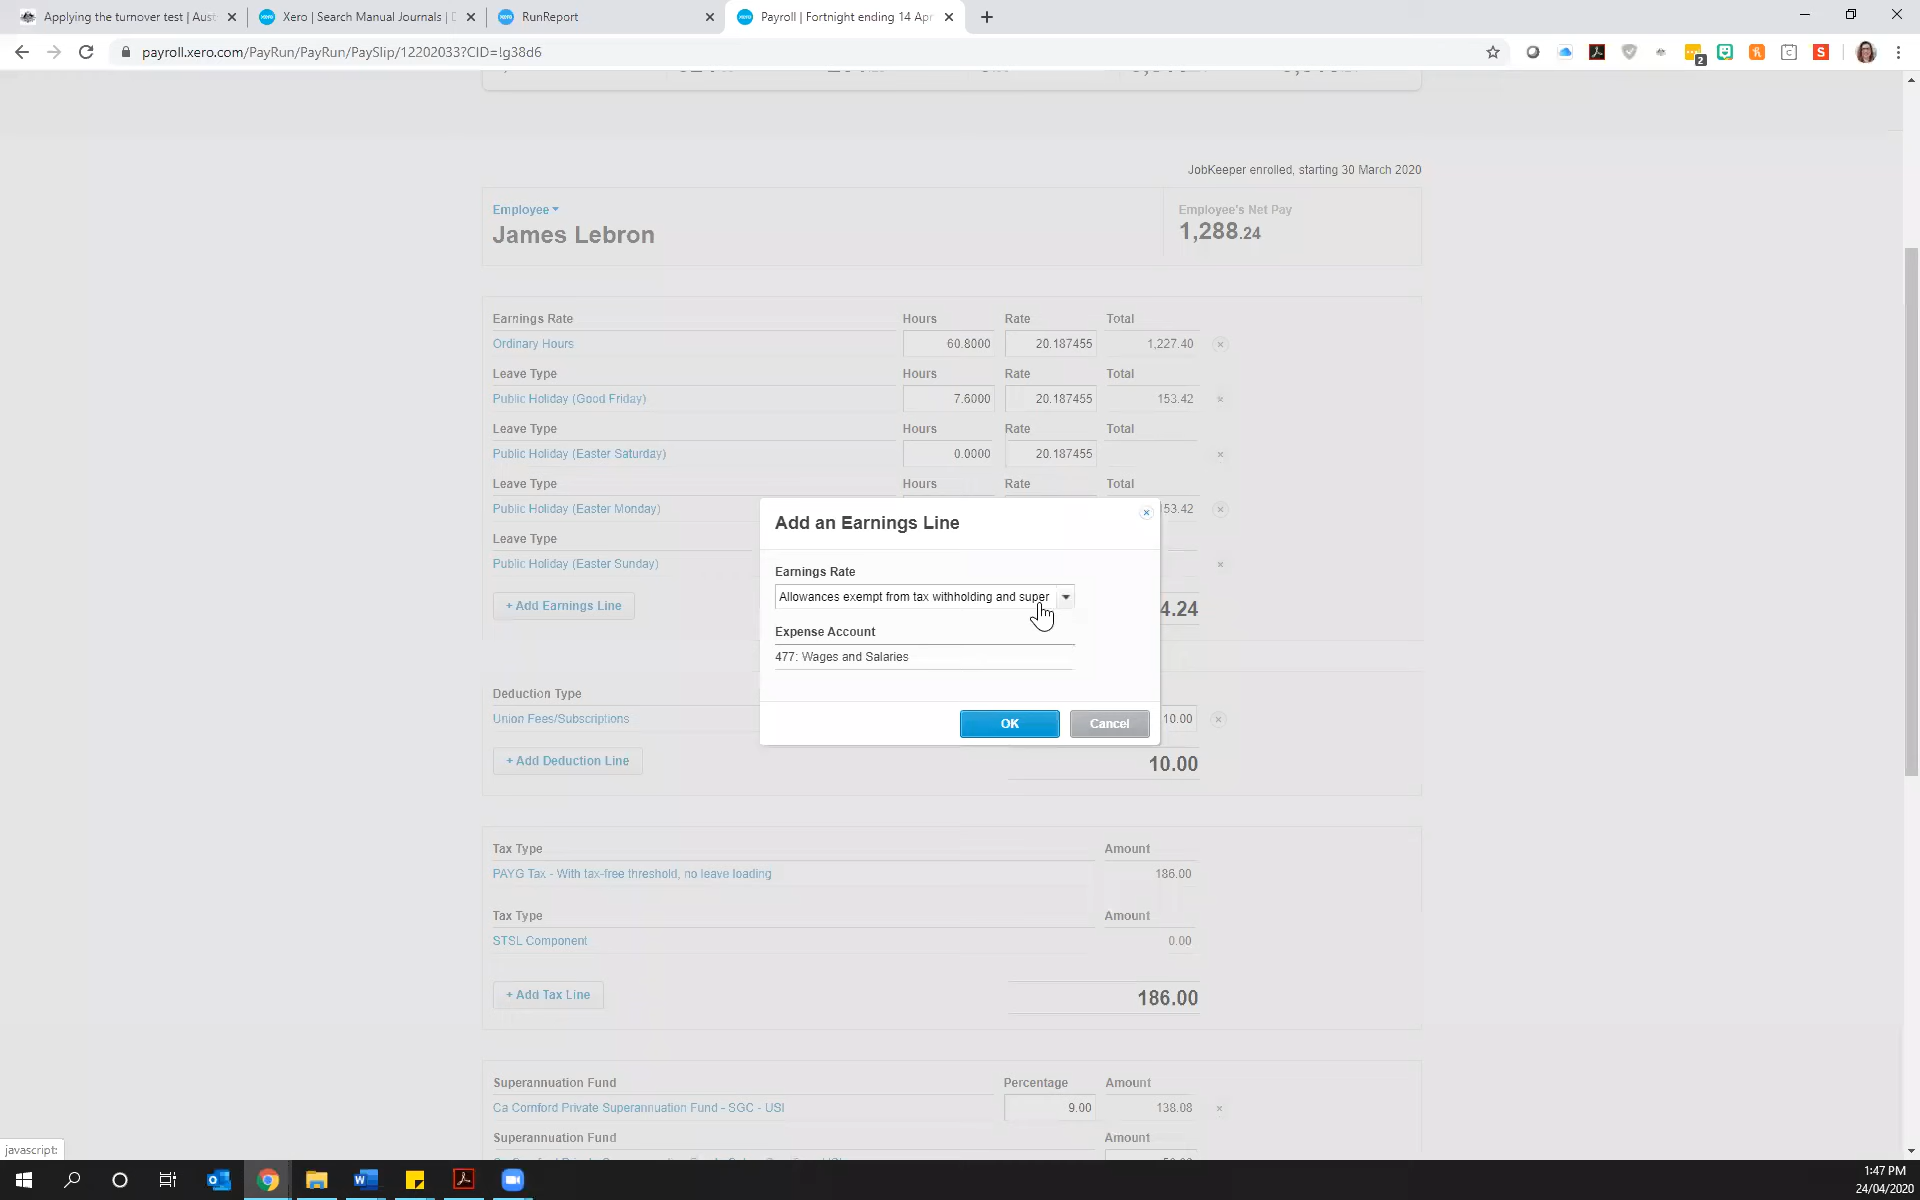 Applying the turnover test | Aust
Xero | Search Manual Journals | D
RunReport
Payroll | Fortnight ending 14 Apr
payroll.xero.com/PayRun/PayRun/PaySlip/12202033?CID=!g38d6
2
JobKeeper enrolled, starting 30 March 2020
Employee
Employee's Net Pay
James Lebron
1,288.24
Earnings Rate Hours Rate Total
Ordinary Hours 60.8000 20.187455 1,227.40
Leave Type Hours Rate Total
Public Holiday (Good Friday) 7.6000 20.187455 153.42
Leave Type Hours Rate Total
Public Holiday (Easter Saturday) 0.0000 20.187455
Leave Type Hours Rate Total
Public Holiday (Easter Monday) 53.42
Leave Type
Public Holiday (Easter Sunday)
+ Add Earnings Line 4.24
Add an Earnings Line
Earnings Rate
Allowances exempt from tax withholding and super
Expense Account
477: Wages and Salaries
OK Cancel
Deduction Type
Union Fees/Subscriptions 10.00
+ Add Deduction Line 10.00
Tax Type Amount
PAYG Tax - With tax-free threshold, no leave loading 186.00
Tax Type Amount
STSL Component 0.00
+ Add Tax Line 186.00
Superannuation Fund Percentage Amount
Ca Cornford Private Superannuation Fund - SGC - USI 9.00 138.08
Superannuation Fund Amount
javascript:
1:47 PM
24/04/2020